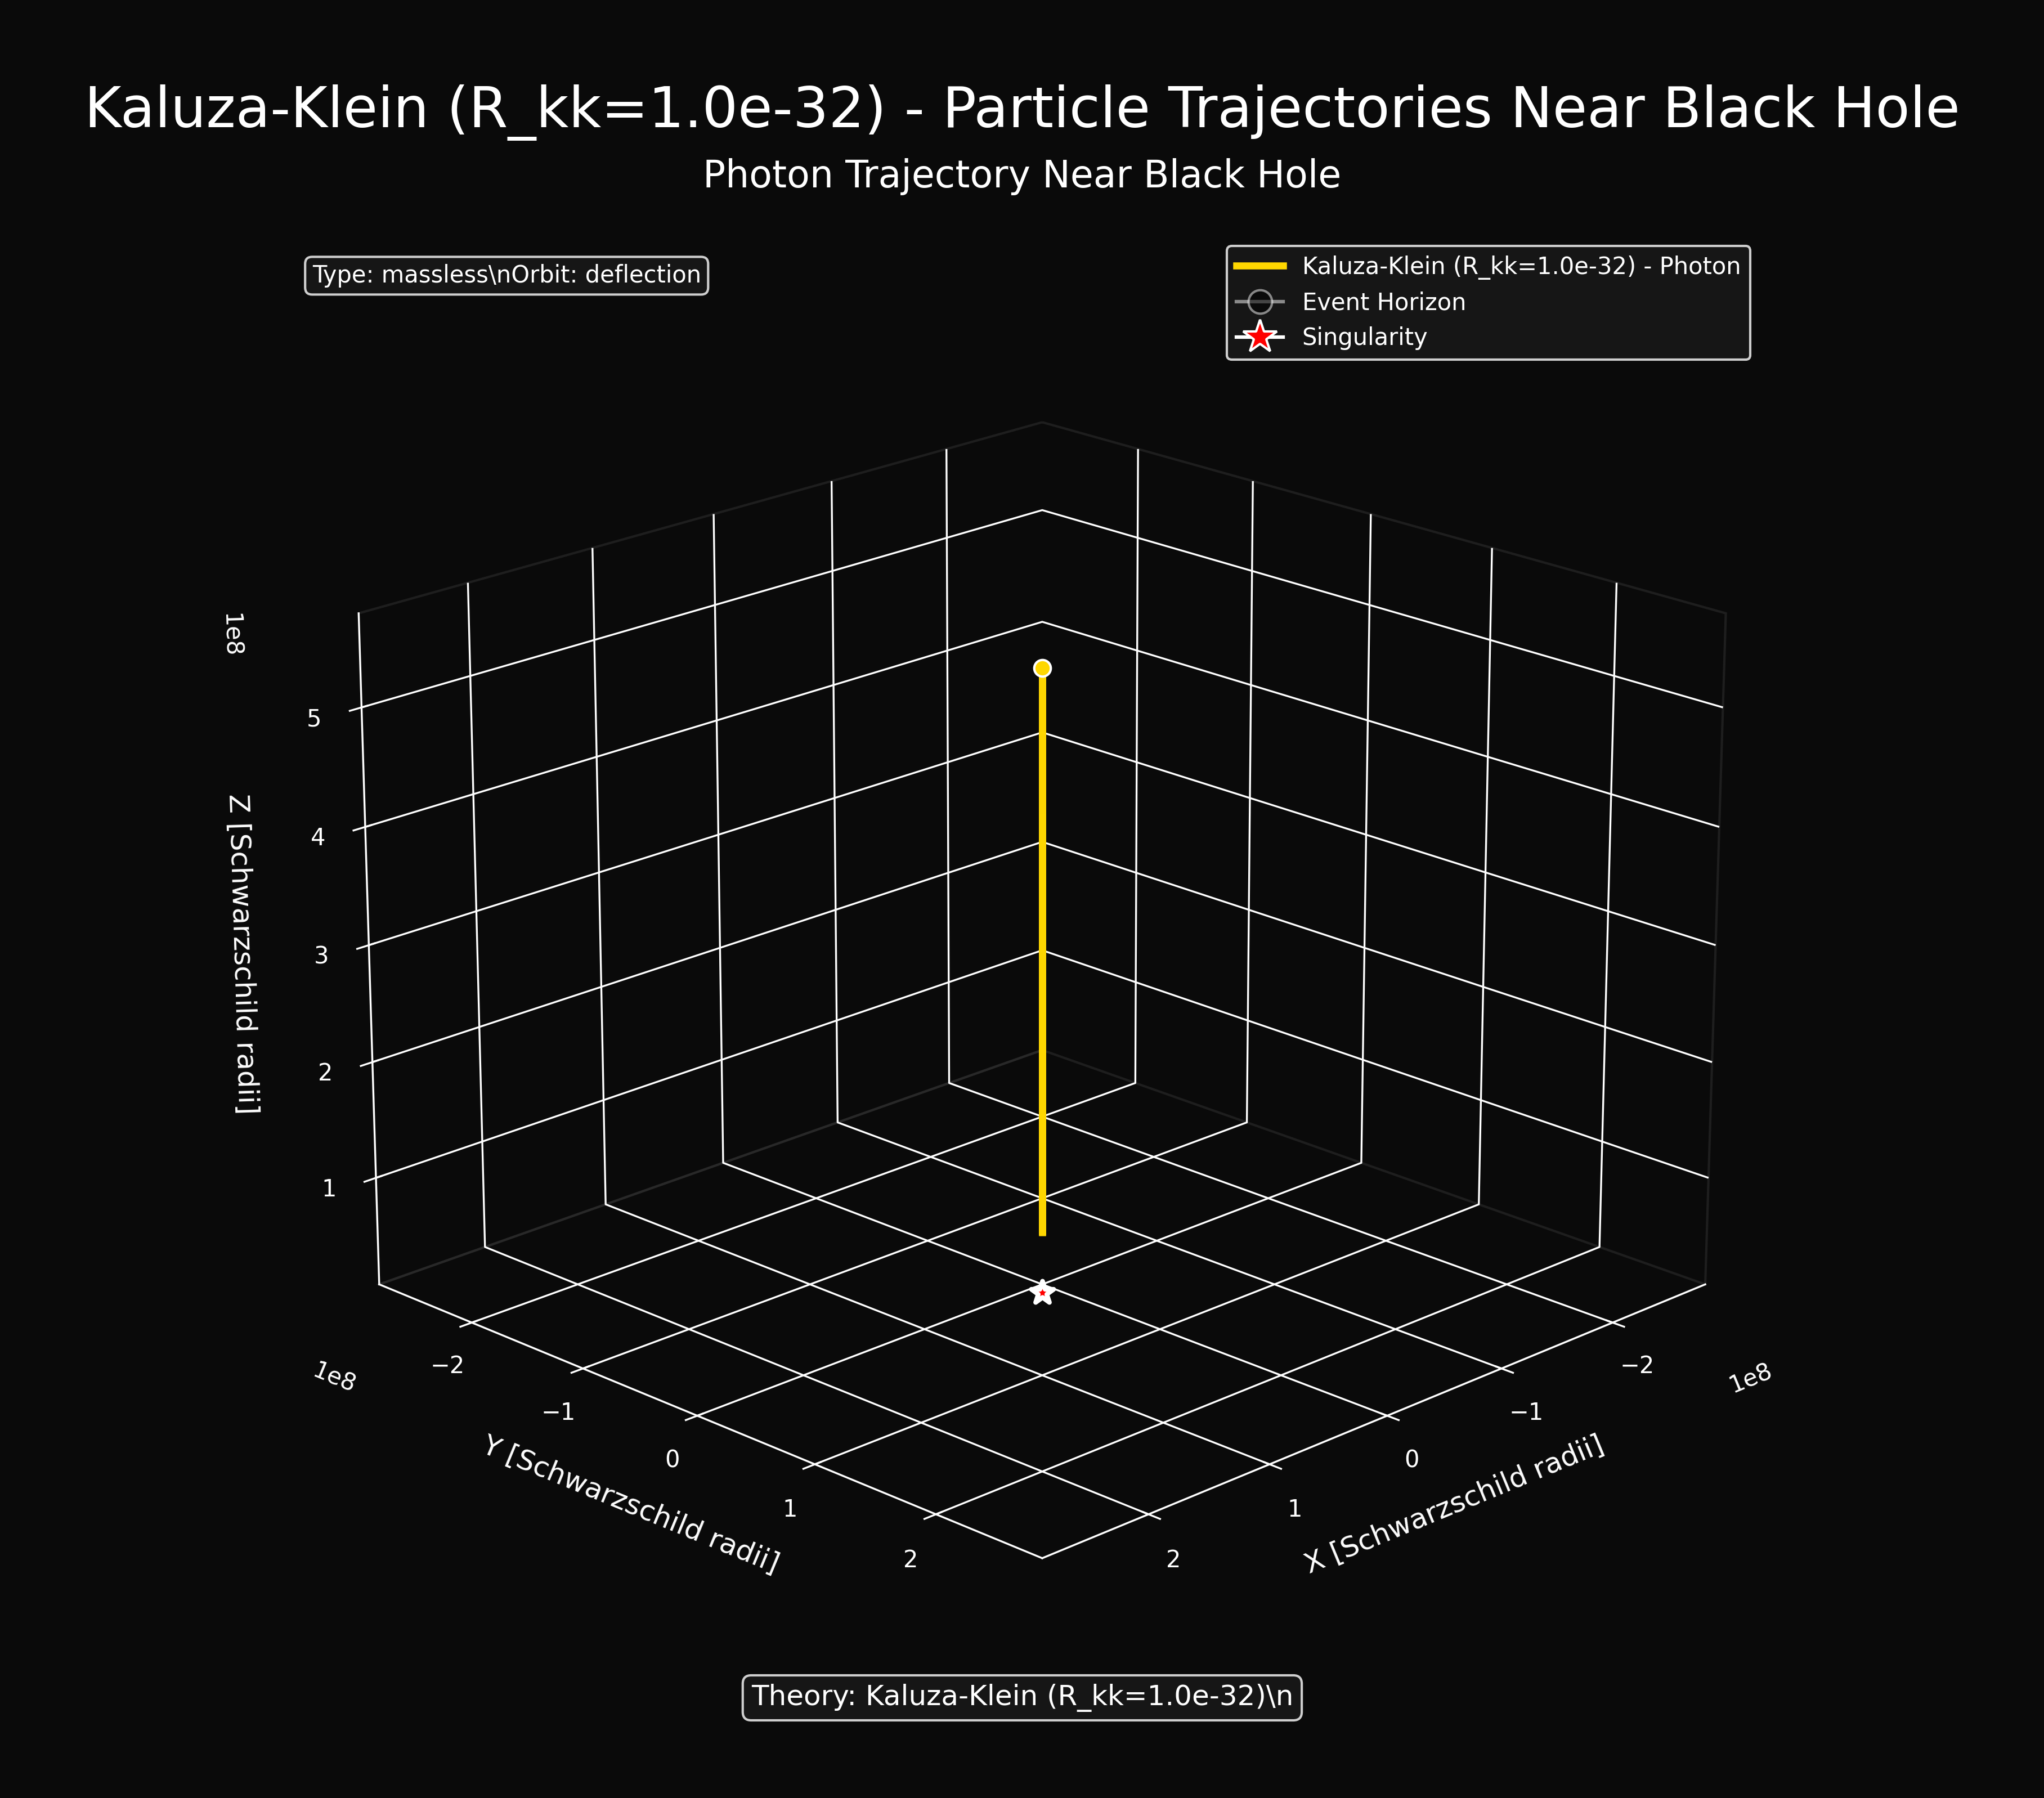 Kaluza-Klein (R_kk=1.0e-32) - Particle Trajectories Near Black Hole
Photon Trajectory Near Black Hole
Type: massless\nOrbit: deflection
Kaluza-Klein (R_kk=1.0e-32) - Photon
Event Horizon
Singularity
1e8
5
4
3
2
1
Z [Schwarzschild radii]
1e8
−2
−1
0
1
2
Y [Schwarzschild radii]
1e8
−2
−1
0
1
2
X [Schwarzschild radii]
Theory: Kaluza-Klein (R_kk=1.0e-32)\n